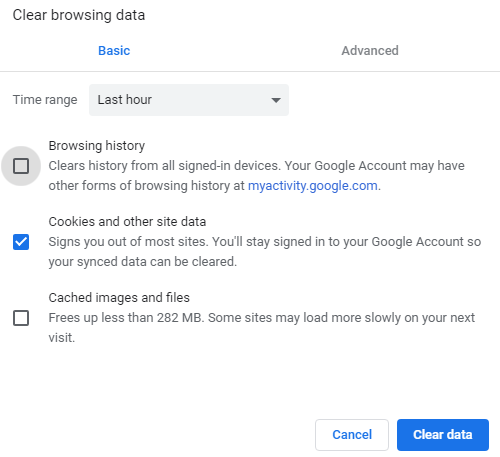 Clear browsing data
Basic
Advanced
Time range
Last hour
Browsing history
Clears history from all signed-in devices. Your Google Account may have
other forms of browsing history at myactivity.google.com.
Cookies and other site data
Signs you out of most sites. You'll stay signed in to your Google Account so
your synced data can be cleared.
Cached images and files
Frees up less than 282 MB. Some sites may load more slowly on your next
visit.
Cancel
Clear data